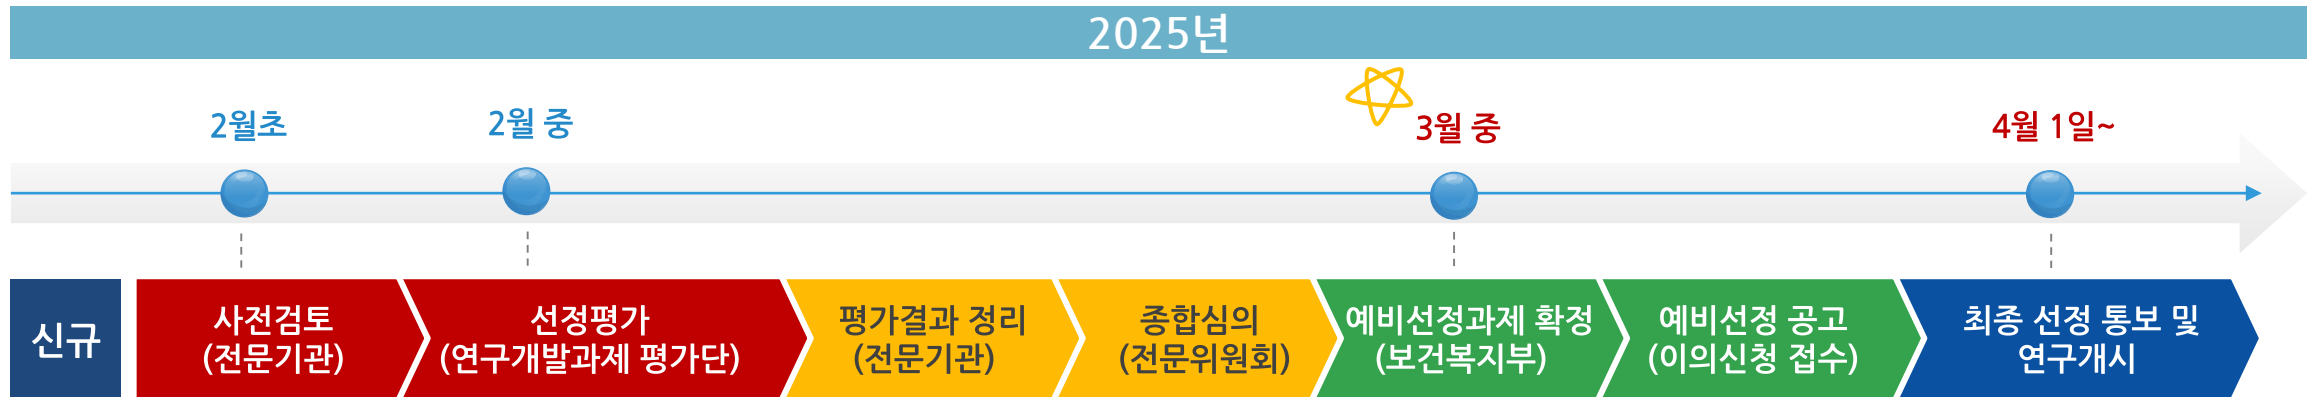 2025년
2월초
2월 중
3월 중
4월 1일~
신규
사전검토
(전문기관)
선정평가
(연구개발과제 평가단)
평가결과 정리
(전문기관)
종합심의
(전문위원회)
예비선정과제 확정
(보건복지부)
예비선정 공고
(이의신청 접수)
최종 선정 통보 및
연구개시